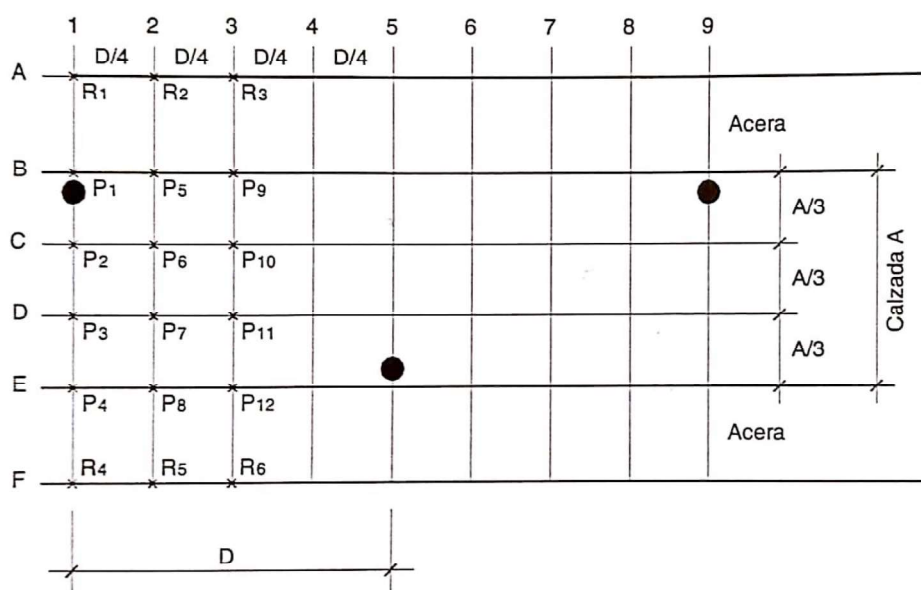 1 2 3 4 5 6 7 8 9
D/4 D/4 D/4 D/4
A
R1 R2 R3
Acera
B
P1 P5 P9
A/3
C
P2 P6 P10
A/3
Calzada A
D
P3 P7 P11
A/3
E
P4 P8 P12
Acera
R4 R5 R6
F
D